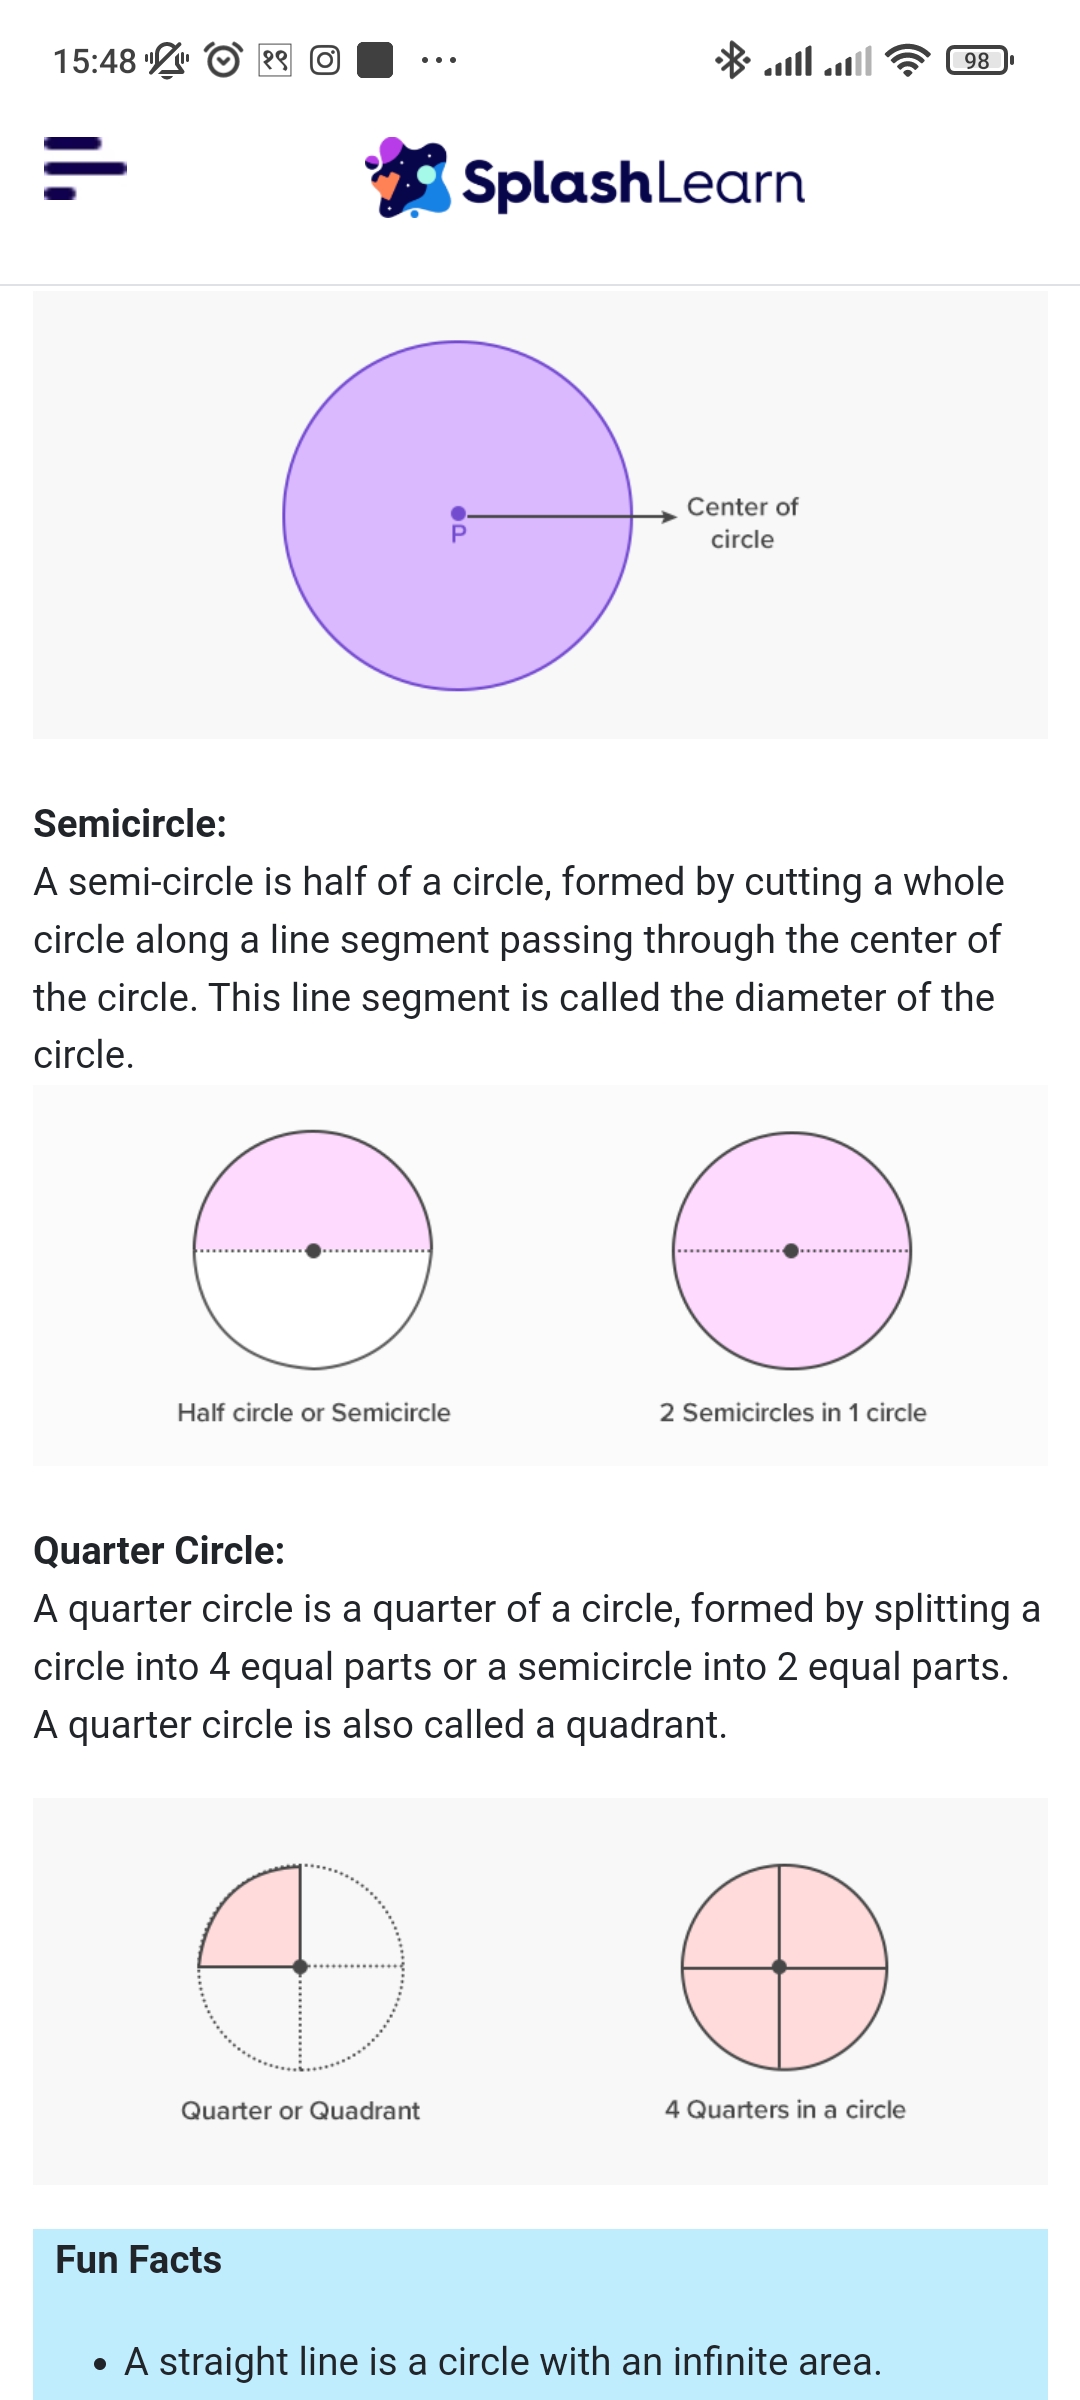 15:48 २९ ... 98
SplashLearn
P
Center of
circle
Semicircle:
A semi-circle is half of a circle, formed by cutting a whole
circle along a line segment passing through the center of
the circle. This line segment is called the diameter of the
circle.
Half circle or Semicircle
2 Semicircles in 1 circle
Quarter Circle:
A quarter circle is a quarter of a circle, formed by splitting a
circle into 4 equal parts or a semicircle into 2 equal parts.
A quarter circle is also called a quadrant.
Quarter or Quadrant
4 Quarters in a circle
Fun Facts
• A straight line is a circle with an infinite area.